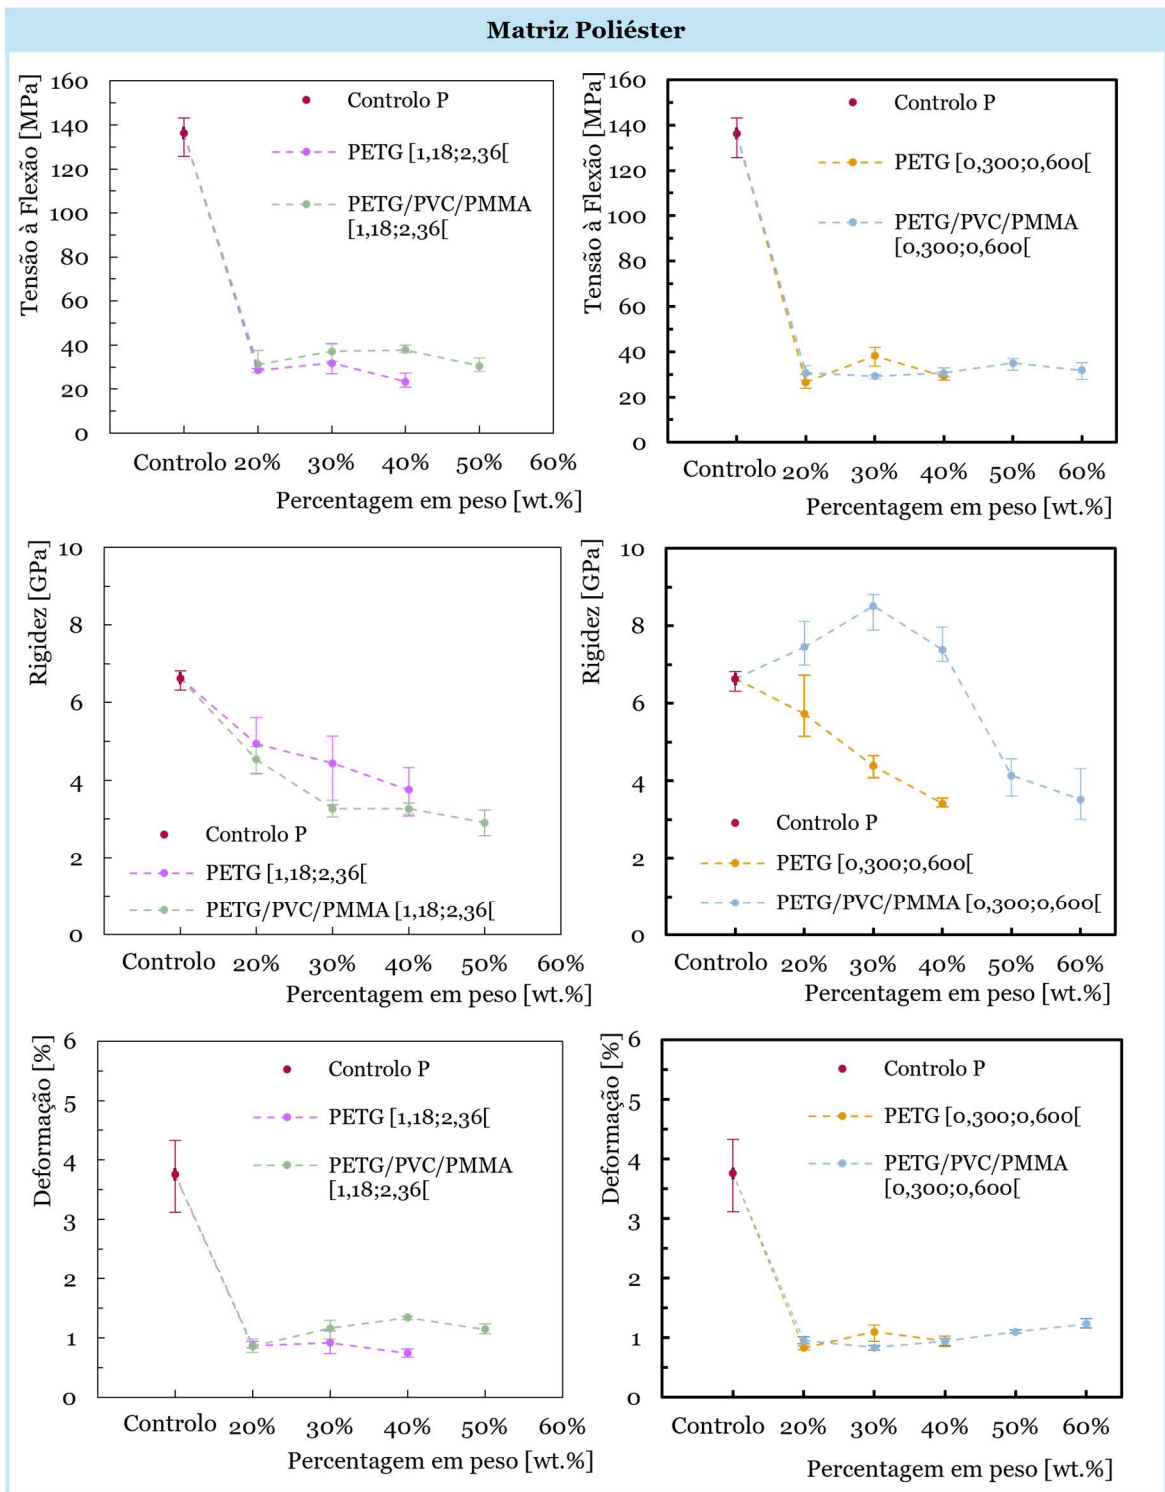 Matriz Poliéster
Tensão à Flexão [MPa]
160
140
120
100
80
60
40
20
0
Controlo P
PETG [1,18;2,36[
PETG/PVC/PMMA
[1,18;2,36[
Controlo 20% 30% 40% 50% 60%
Percentagem em peso [wt.%]
Tensão à Flexão [MPa]
160
140
120
100
80
60
40
20
0
Controlo P
PETG [0,300;0,600[
PETG/PVC/PMMA
[0,300;0,600[
Controlo 20% 30% 40% 50% 60%
Percentagem em peso [wt.%]
Rigidez [GPa]
10
8
6
4
2
0
Controlo P
PETG [1,18;2,36[
PETG/PVC/PMMA [1,18;2,36[
Controlo 20% 30% 40% 50% 60%
Percentagem em peso [wt.%]
Rigidez [GPa]
10
8
6
4
2
0
Controlo P
PETG [0,300;0,600[
PETG/PVC/PMMA [0,300;0,600[
Controlo 20% 30% 40% 50% 60%
Percentagem em peso [wt.%]
Deformação [%]
6
5
4
3
2
1
0
Controlo P
PETG [1,18;2,36[
PETG/PVC/PMMA
[1,18;2,36[
Controlo 20% 30% 40% 50% 60%
Percentagem em peso [wt.%]
Deformação [%]
6
5
4
3
2
1
0
Controlo P
PETG [0,300;0,600[
PETG/PVC/PMMA
[0,300;0,600[
Controlo 20% 30% 40% 50% 60%
Percentagem em peso [wt.%]